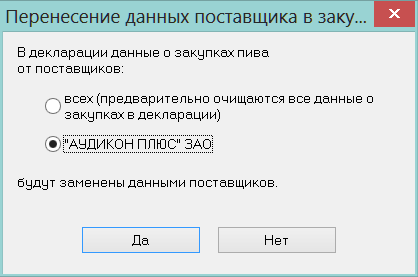 Перенесение данных поставщика в заку...
В декларации данные о закупках пива
от поставщиков:
всех (предварительно очищаются все данные о
закупках в декларации)
"АУДИКОН ПЛЮС" ЗАО
будут заменены данными поставщиков.
Да Нет